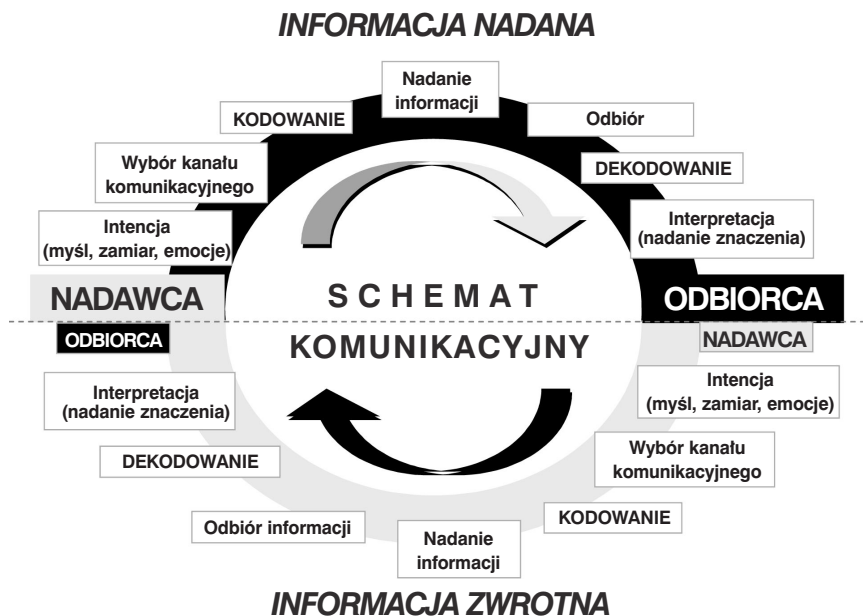 INFORMACJA NADANA
Nadanie
informacji
KODOWANIE
Odbiór
Wybór kanału
komunikacyjnego
DEKODOWANIE
Intencja
(myśl, zamiar, emocje)
Interpretacja
(nadanie znaczenia)
NADAWCA
SCHEMAT
ODBIORCA
ODBIORCA
KOMUNIKACYJNY
NADAWCA
Interpretacja
(nadanie znaczenia)
Intencja
(myśl, zamiar, emocje)
DEKODOWANIE
Wybór kanału
komunikacyjnego
Odbiór informacji
Nadanie
informacji
KODOWANIE
INFORMACJA ZWROTNA